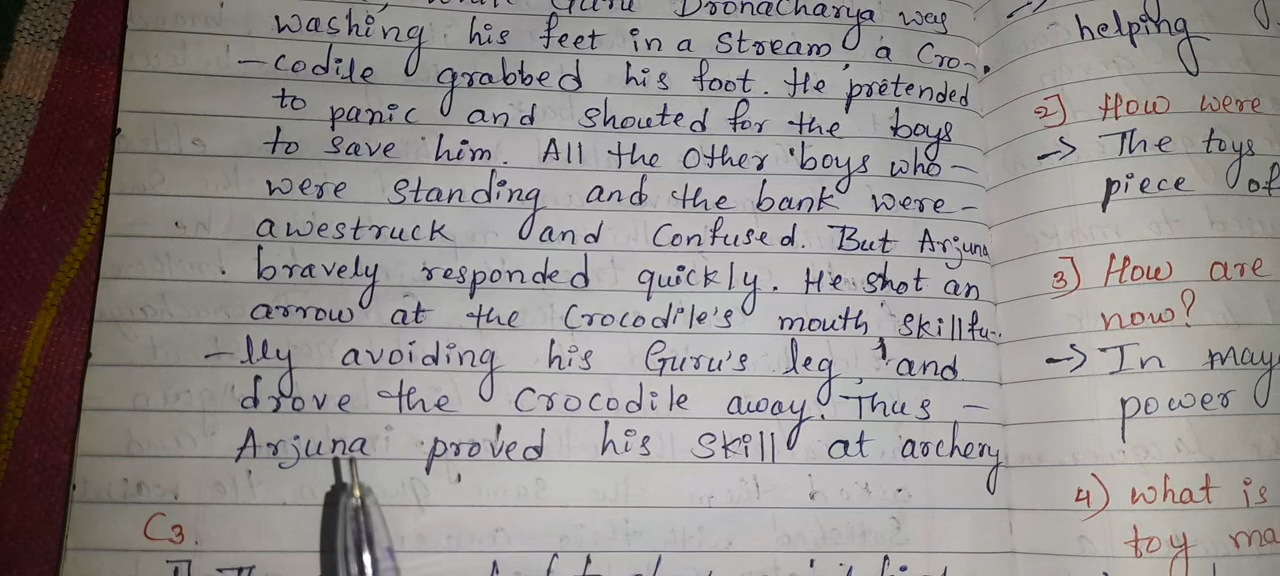 Guru Dronacharya was
washing his feet in a stream, a Cro-
-codile grabbed his foot. He pretended
to panic and shouted for the boys
to save him. All the other boys who-
were standing and the bank were-
awestruck and confused. But Arjuna
bravely responded quickly. He shot an
arrow at the Crocodile's mouth skillfu-
-lly avoiding his Guru's leg, and
drove the Crocodile away. Thus -
Arjuna proved his skill at archery
C3.
helping
2] How were
→ The toys
piece of
3] How are
now?
→ In may
power
4) what is
toy ma